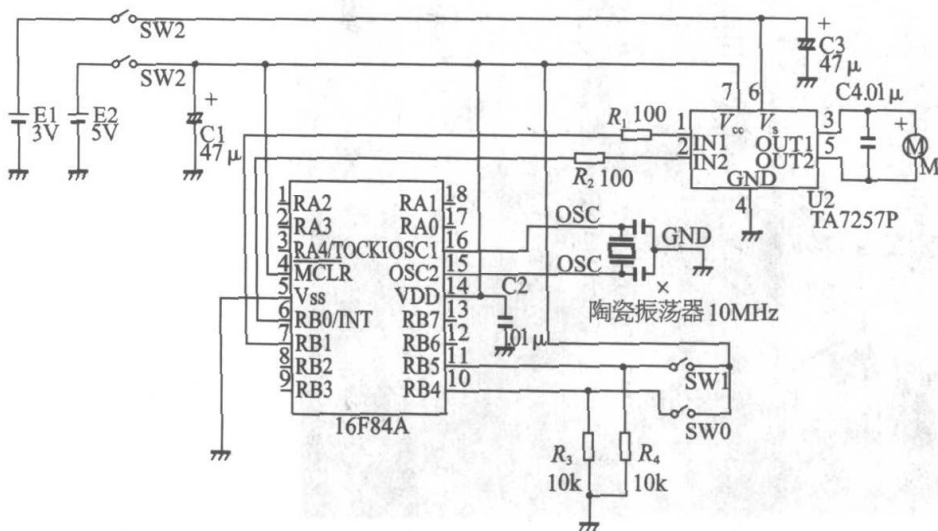 SW2
SW2
E1
3V
E2
5V
+
C1
47μ
+
C3
47μ
C4.01μ
7
6
R1 100
1
2
Vcc
Vs
IN1
IN2
OUT1
OUT2
GND
3
5
4
+
M
M
R2 100
U2
TA7257P
1
2
3
4
5
6
7
8
9
RA2
RA3
RA4/TOCKI
MCLR
Vss
RB0/INT
RB1
RB2
RB3
RA1
RA0
OSC1
OSC2
VDD
RB7
RB6
RB5
RB4
18
17
16
15
14
13
12
11
10
16F84A
OSC
OSC
GND
×
陶瓷振荡器 10MHz
C2
SW1
SW0
R3
10k
R4
10k